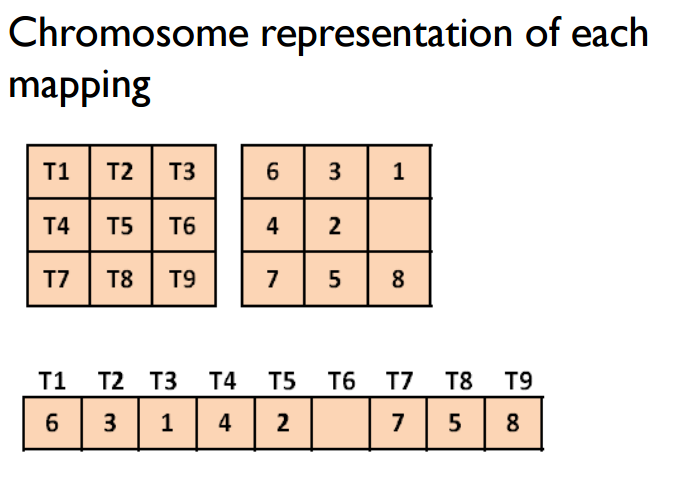 Chromosome representation of each
mapping
T1 T2 T3 6 3 1
T4 T5 T6 4 2
T7 T8 T9 7 5 8
T1 T2 T3 T4 T5 T6 T7 T8 T9
6 3 1 4 2 7 5 8